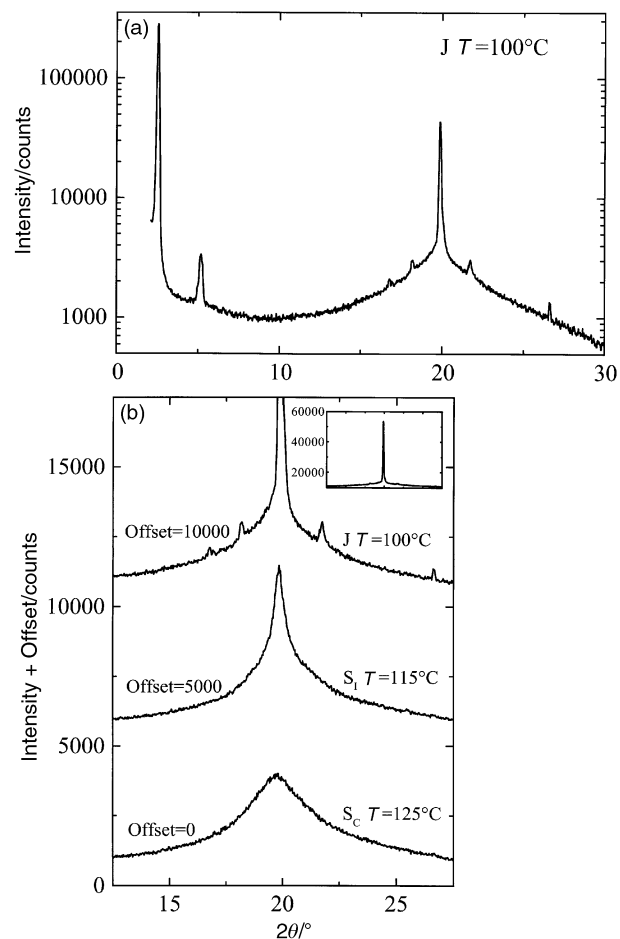 (a)
J T=100°C
100000
10000
1000
Intensity/counts
0 10 20 30
(b)
60000
40000
20000
15000
Offset=10000
J T=100°C
10000
Offset=5000
S_I T=115°C
5000
Offset=0
S_C T=125°C
0
Intensity + Offset/counts
15 20 25
2θ/°